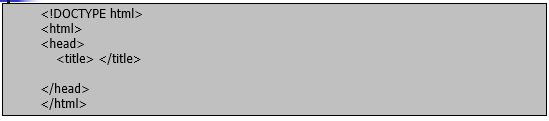 <!DOCTYPE html>
<html>
<head>
<title> </title>
</head>
</html>